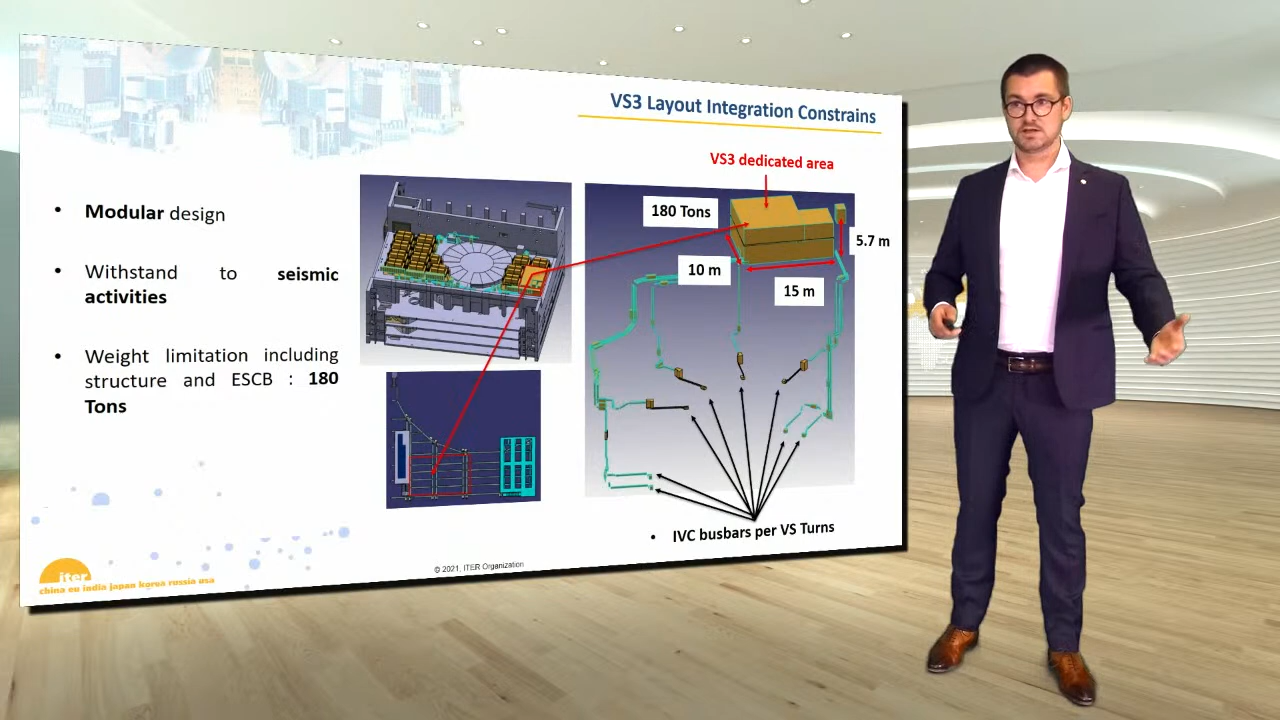 VS3 Layout Integration Constrains
VS3 dedicated area
• Modular design
• Withstand to seismic
activities
• Weight limitation including
structure and ESCB : 180
Tons
180 Tons
5.7 m
10 m
15 m
• IVC busbars per VS Turns
iter
china eu india japan korea russia usa
© 2021, ITER Organization